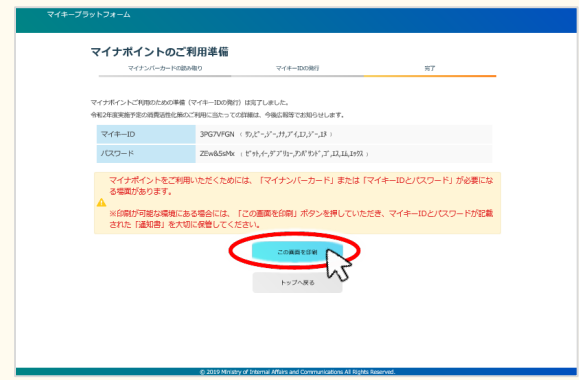 マイキープラットフォーム
マイナポイントのご利用準備
マイナンバーカードの読み取り
マイキーIDの発行
完了
マイナポイントご利用のための準備（マイキーIDの発行）は完了しました。
令和2年度実施予定の消費活性化策のご利用に当たっての詳細は、今後広報等でお知らせします。
マイキーID 3PG7VFGN
パスワード ZEw&5sMx
マイナポイントをご利用いただくためには、「マイナンバーカード」または「マイキーIDとパスワード」が必要にな
る場面があります。
※印刷が可能な環境にある場合には、「この画面を印刷」ボタンを押していただき、マイキーIDとパスワードが記載
された「通知書」を大切に保管してください。
この画面を印刷
トップへ戻る
© 2019 Ministry of Internal Affairs and Communications All Rights Reserved.